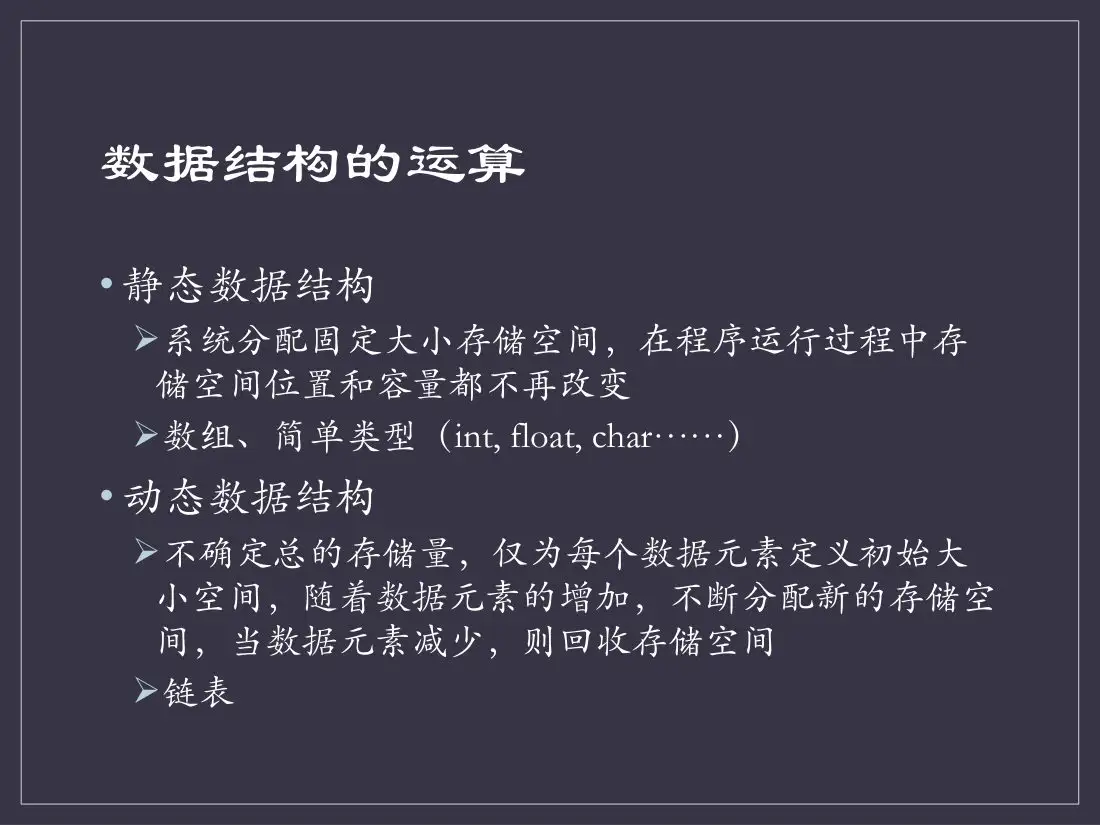 数据结构的运算
•静态数据结构
➢系统分配固定大小存储空间，在程序运行过程中存
储空间位置和容量都不再改变
➢数组、简单类型（int, float, char……）
•动态数据结构
➢不确定总的存储量，仅为每个数据元素定义初始大
小空间，随着数据元素的增加，不断分配新的存储空
间，当数据元素减少，则回收存储空间
➢链表